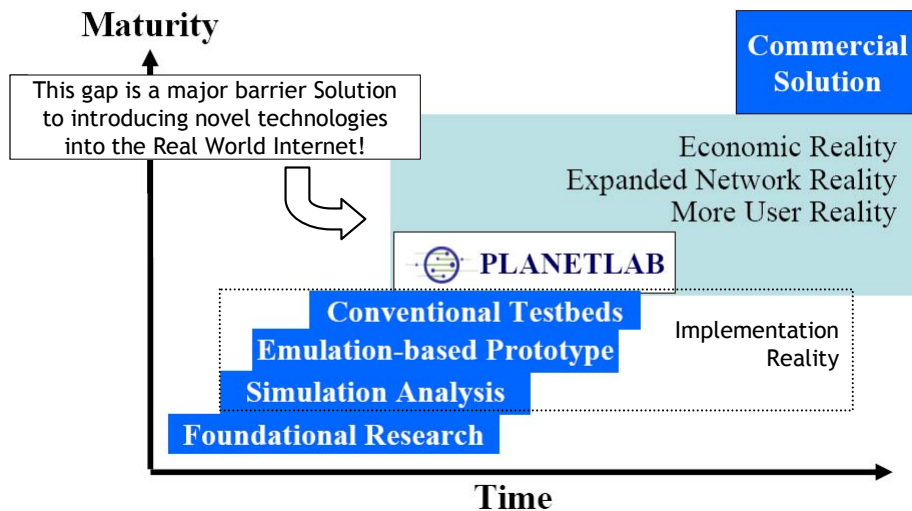 Maturity
Commercial
Solution
This gap is a major barrier Solution
to introducing novel technologies
into the Real World Internet!
Economic Reality
Expanded Network Reality
More User Reality
PLANETLAB
Conventional Testbeds
Implementation
Reality
Emulation-based Prototype
Simulation Analysis
Foundational Research
Time